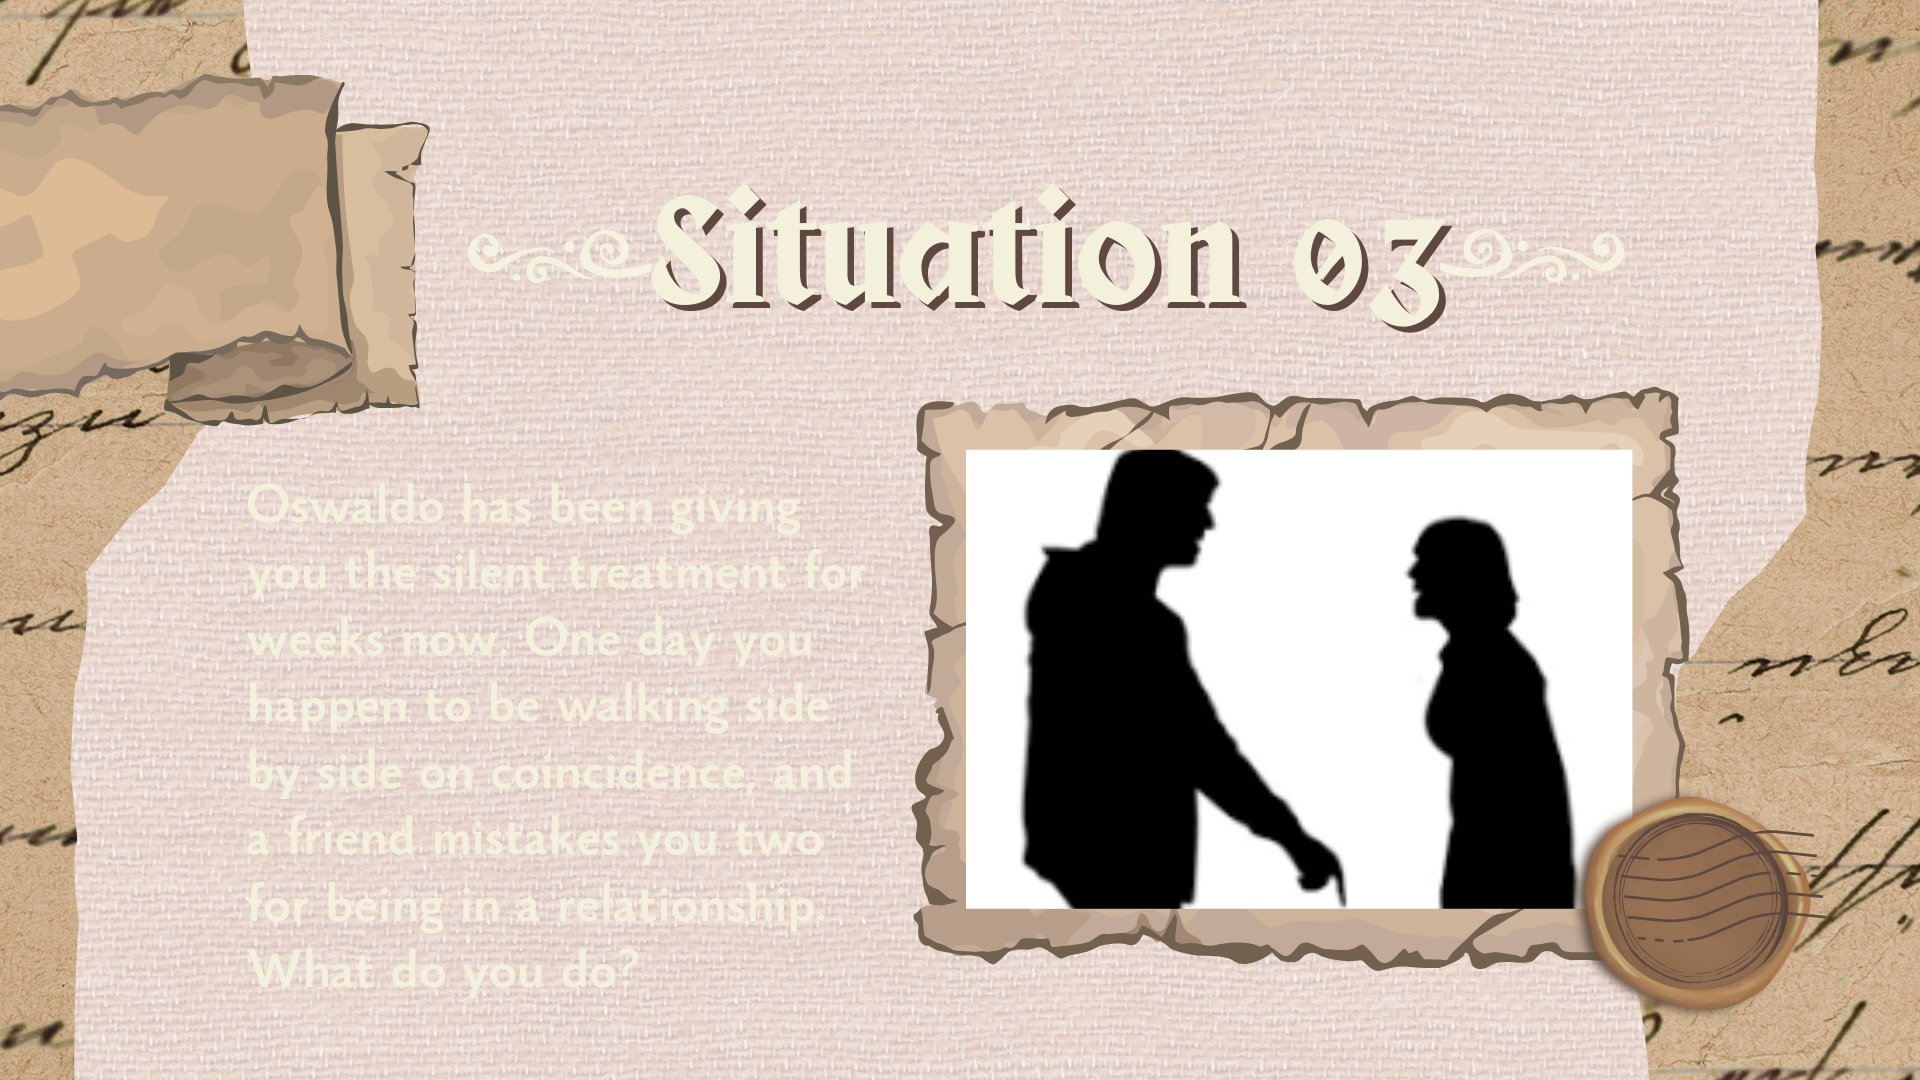 Situation 03
Oswaldo has been giving
you the silent treatment for
weeks now. One day you
happen to be walking side
by side on coincidence, and
a friend mistakes you two
for being in a relationship.
What do you do?